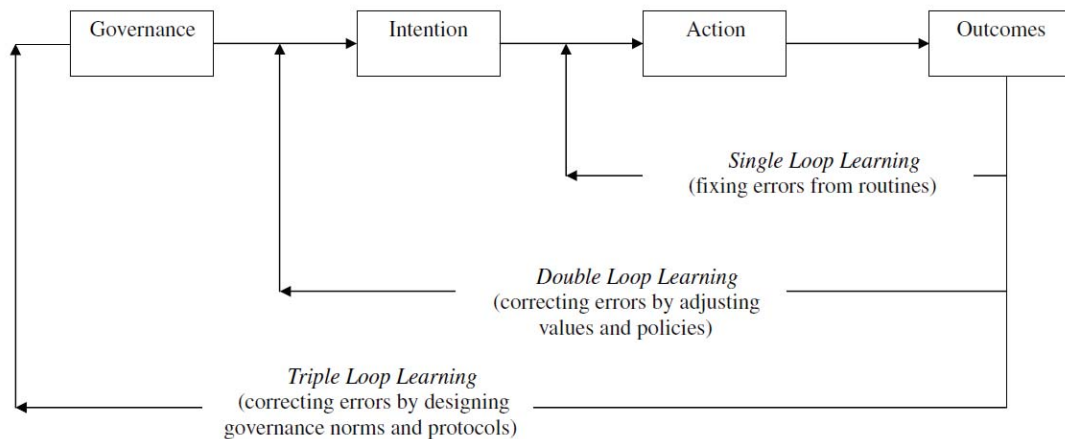 Governance
Intention
Action
Outcomes
Single Loop Learning
(fixing errors from routines)
Double Loop Learning
(correcting errors by adjusting
values and policies)
Triple Loop Learning
(correcting errors by designing
governance norms and protocols)